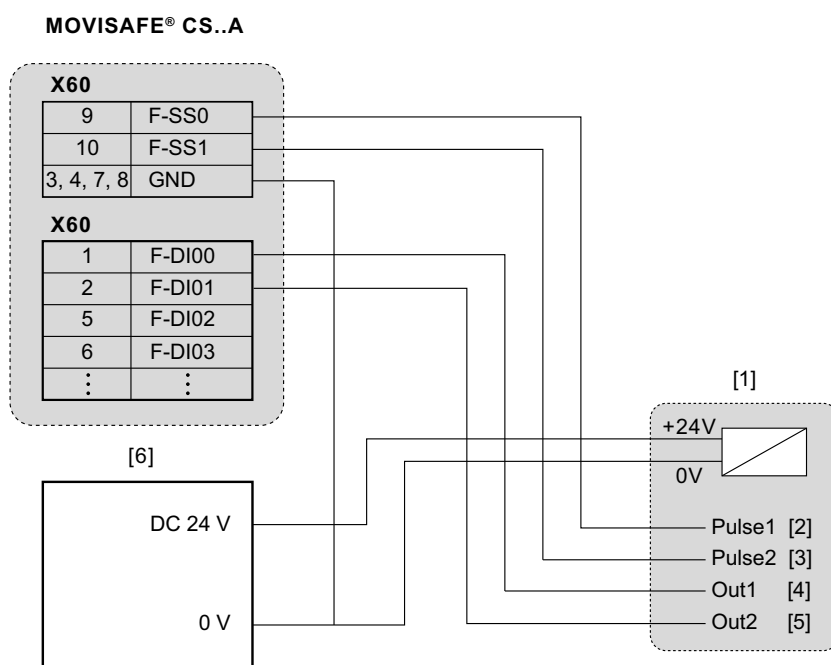 MOVISAFE® CS..A
X60
9 F-SS0
10 F-SS1
3, 4, 7, 8 GND
X60
1 F-DI00
2 F-DI01
5 F-DI02
6 F-DI03
⋮ ⋮
[1]
+24V
0V
[6]
DC 24 V
Pulse1 [2]
Pulse2 [3]
Out1 [4]
0 V
Out2 [5]